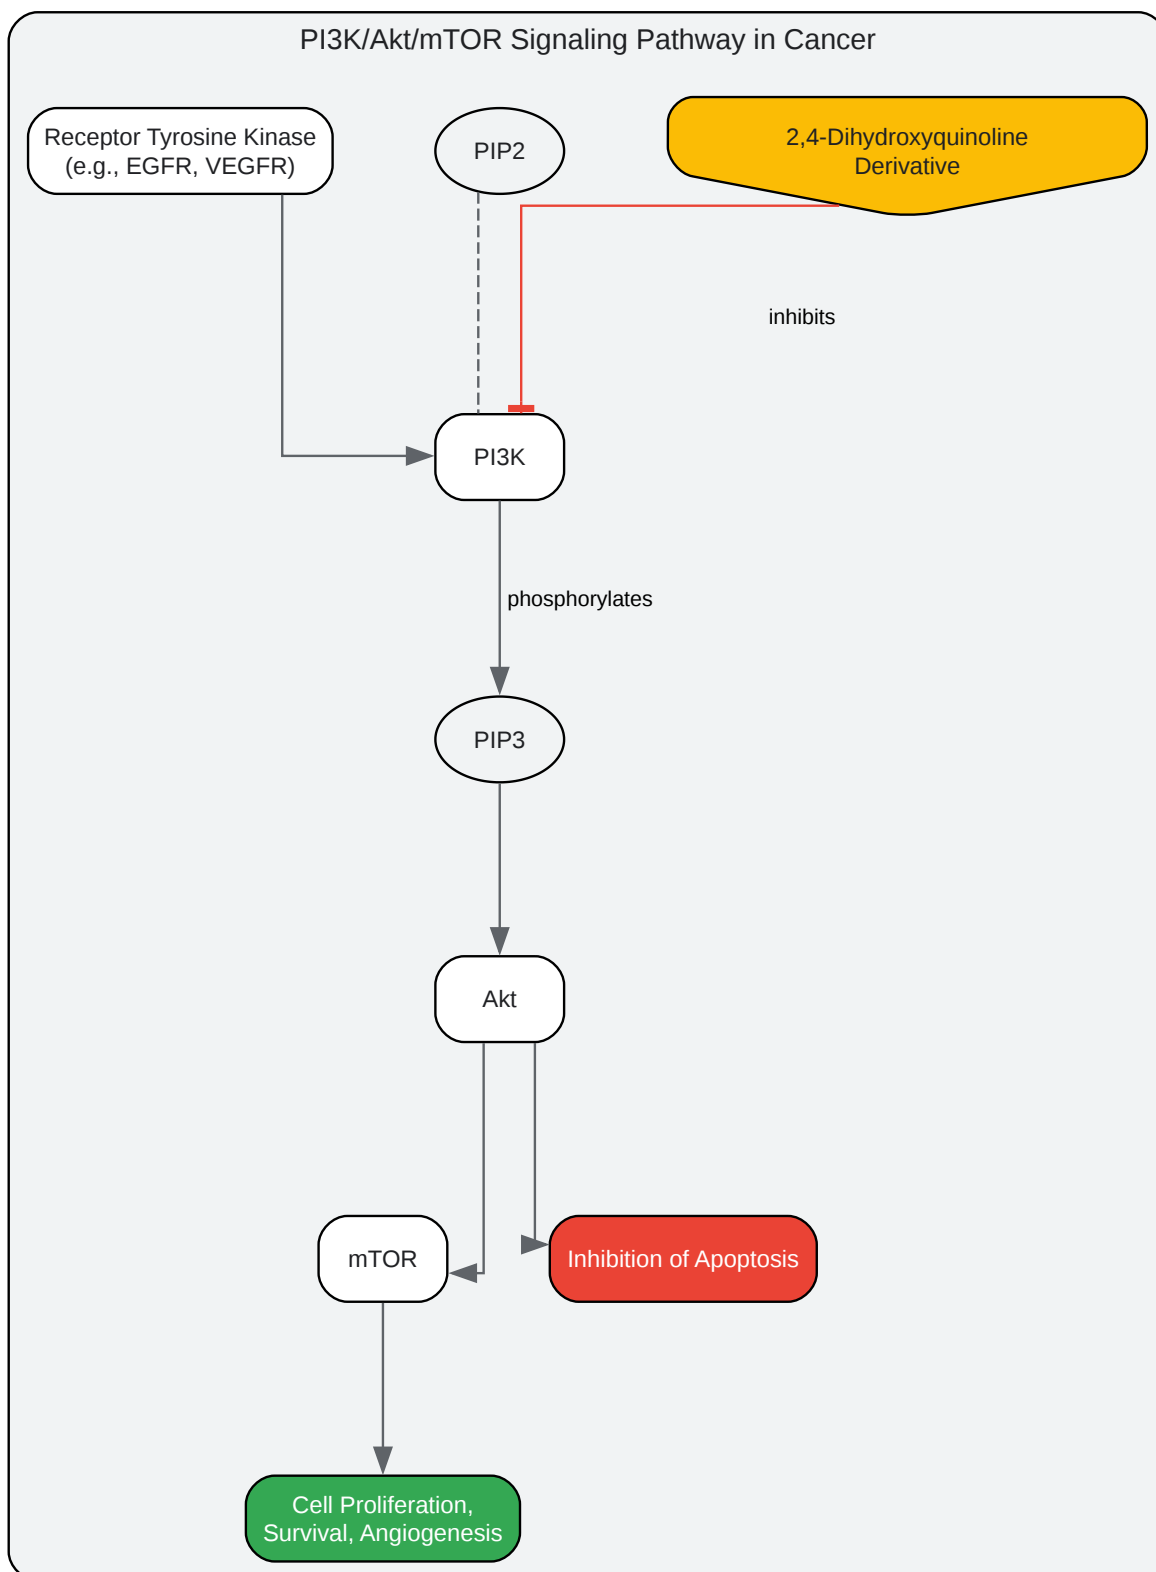 PI3K/Akt/mTOR Signaling Pathway in Cancer
Receptor Tyrosine Kinase
(e.g., EGFR, VEGFR)
PIP2
2,4-Dihydroxyquinoline
Derivative
inhibits
PI3K
phosphorylates
PIP3
Akt
mTOR
Inhibition of Apoptosis
Cell Proliferation,
Survival, Angiogenesis